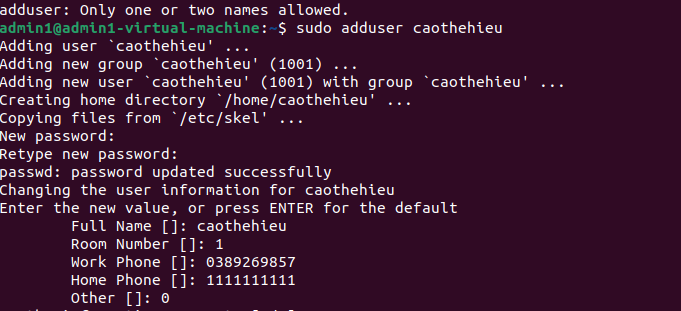 adduser: Only one or two names allowed.
admin1@admin1-virtual-machine:~$ sudo adduser caothehieu
Adding user `caothehieu' ...
Adding new group `caothehieu' (1001) ...
Adding new user `caothehieu' (1001) with group `caothehieu' ...
Creating home directory `/home/caothehieu' ...
Copying files from `/etc/skel' ...
New password:
Retype new password:
passwd: password updated successfully
Changing the user information for caothehieu
Enter the new value, or press ENTER for the default
Full Name []: caothehieu
Room Number []: 1
Work Phone []: 0389269857
Home Phone []: 1111111111
Other []: 0